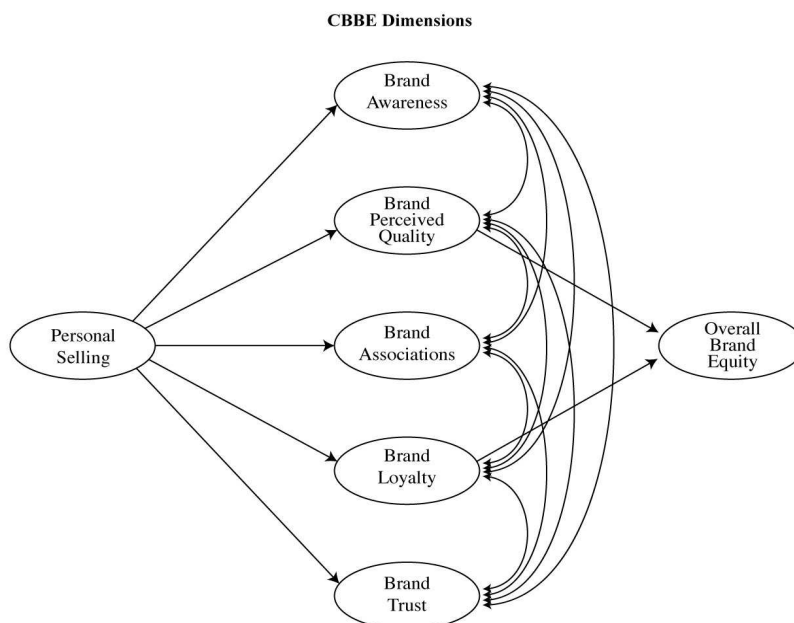 CBBE Dimensions
Brand
Awareness
Brand
Perceived
Quality
Personal
Selling
Brand
Associations
Overall
Brand
Equity
Brand
Loyalty
Brand
Trust